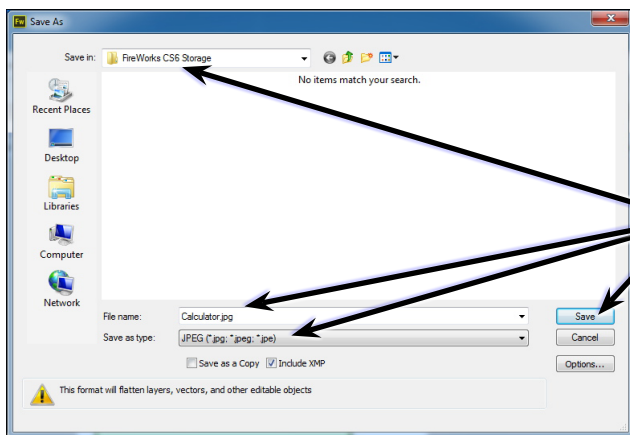 Fw Save As
Save in: FireWorks CS6 Storage
No items match your search.
Recent Places
Desktop
Libraries
Computer
Network
File name: Calculator.jpg Save
Save as type: JPEG (*.jpg; *.jpeg; *.jpe) Cancel
Save as a Copy Include XMP Options...
This format will flatten layers, vectors, and other editable objects